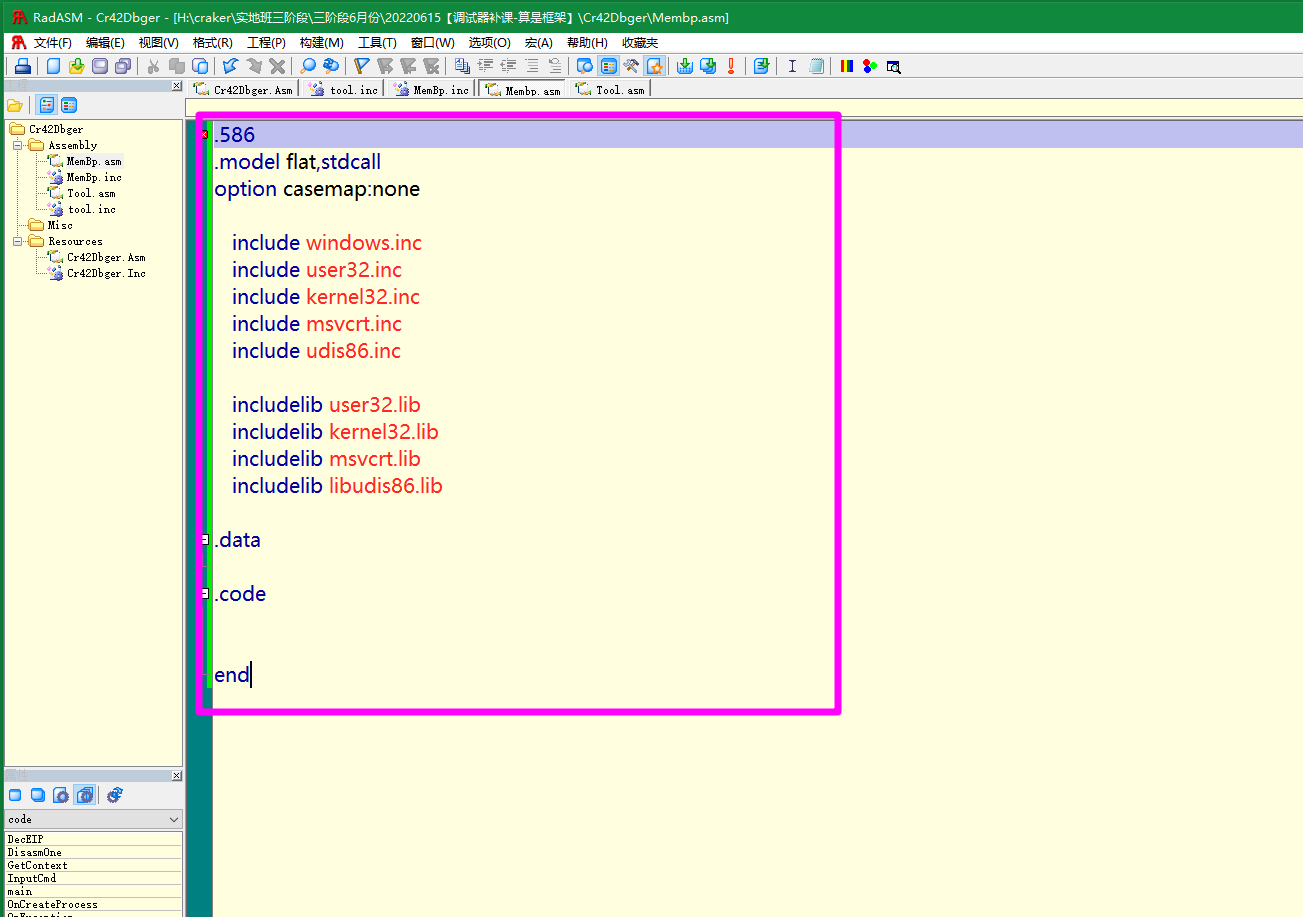 RadASM - Cr42Dbger - [H:\craker\实地班三阶段\三阶段6月份\20220615【调试器补课-算是框架】\Cr42Dbger\Membp.asm]
文件(F) 编辑(E) 视图(V) 格式(R) 工程(P) 构建(M) 工具(T) 窗口(W) 选项(O) 宏(A) 帮助(H) 收藏夹
Cr42Dbger.Asm tool.inc MemBp.inc Membp.asm Tool.asm
Cr42Dbger
Assembly
MemBp.asm
MemBp.inc
Tool.asm
tool.inc
Misc
Resources
Cr42Dbger.Asm
Cr42Dbger.Inc
.586
.model flat,stdcall
option casemap:none
include windows.inc
include user32.inc
include kernel32.inc
include msvcrt.inc
include udis86.inc
includelib user32.lib
includelib kernel32.lib
includelib msvcrt.lib
includelib libudis86.lib
.data
.code
end
code
DecEIP
DisasmOne
GetContext
InputCmd
main
OnCreateProcess
OnException